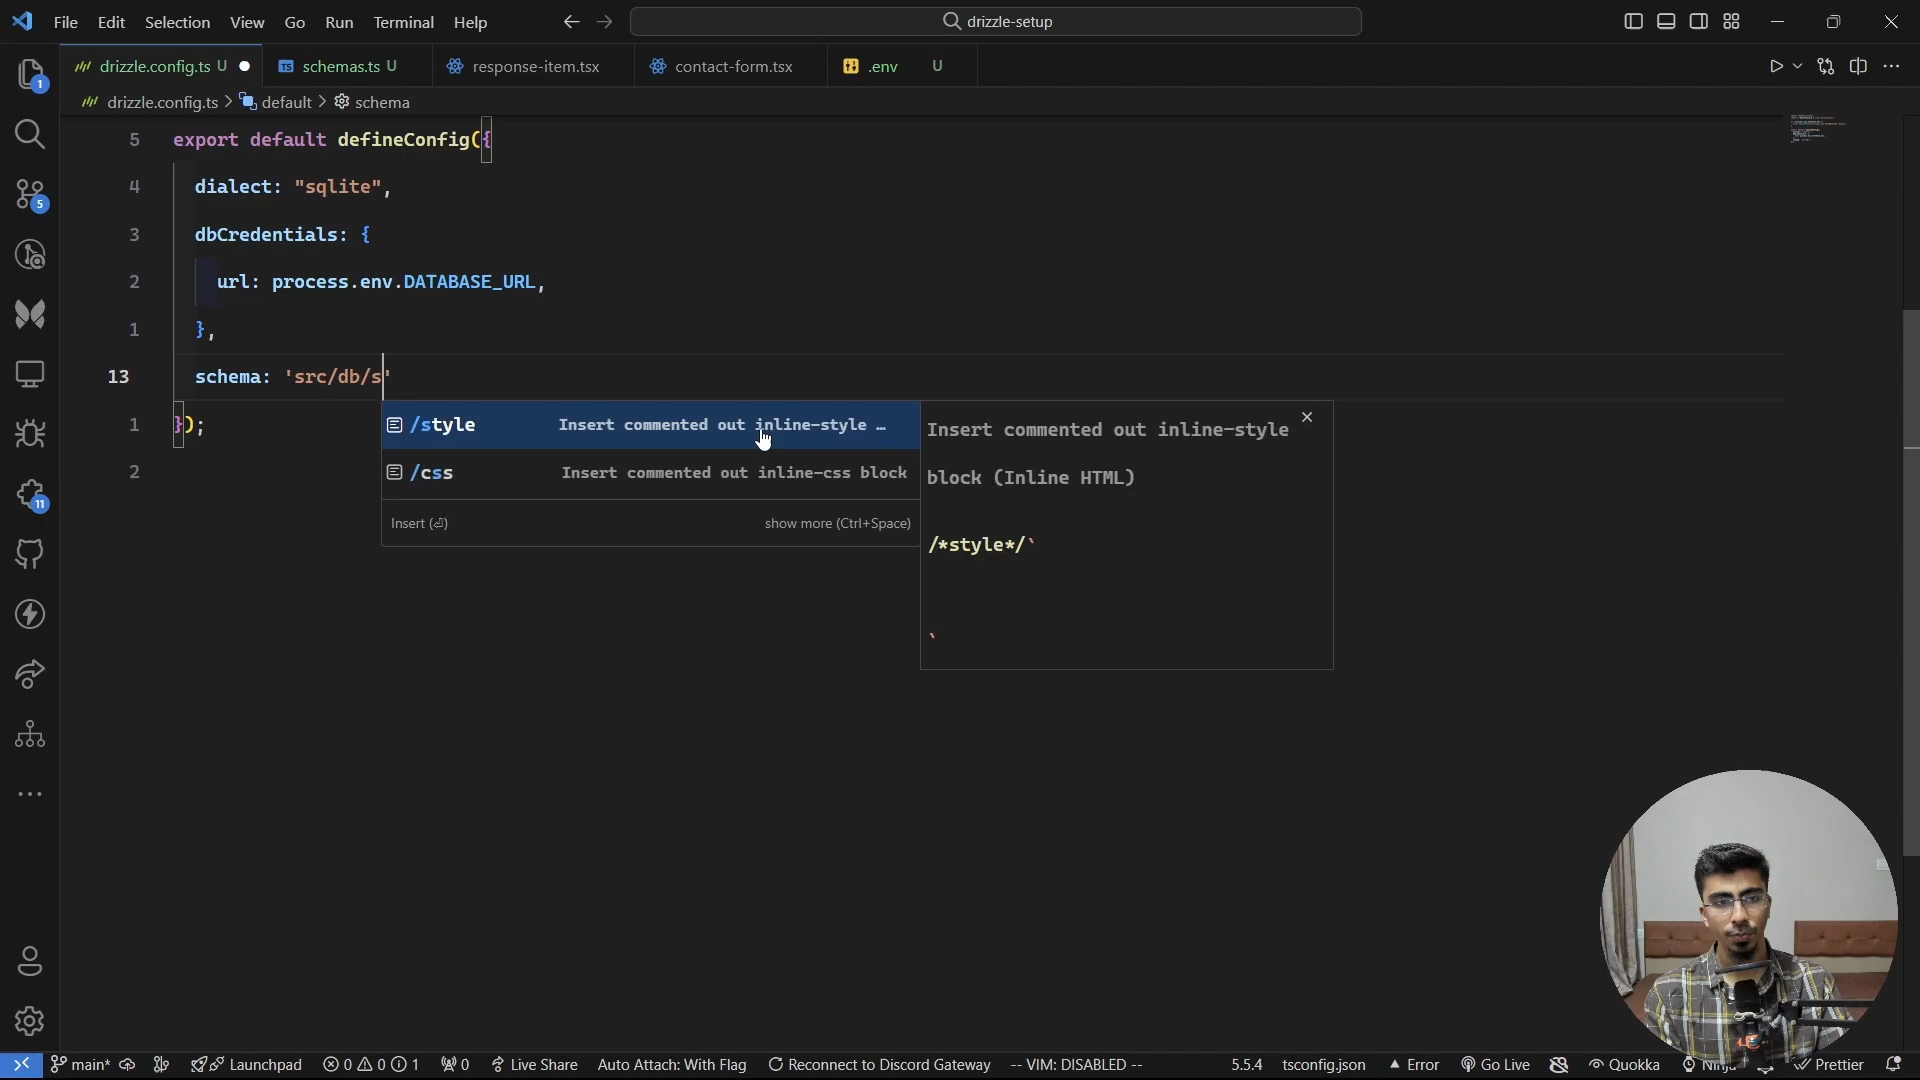 File Edit Selection View Go Run Terminal Help
drizzle-setup
drizzle.config.ts U
schemas.ts U
response-item.tsx
contact-form.tsx
.env U
drizzle.config.ts > default > schema
5 export default defineConfig({
4 dialect: "sqlite",
3 dbCredentials: {
2 url: process.env.DATABASE_URL,
1 },
13 schema: 'src/db/s'
1 });
2
/style Insert commented out inline-style …
/css Insert commented out inline-css block
Insert (⏎) show more (Ctrl+Space)
Insert commented out inline-style
block (Inline HTML)
/*style*/`
`
1
5
11
main* Launchpad 0 0 1 0 Live Share Auto Attach: With Flag Reconnect to Discord Gateway -- VIM: DISABLED -- 5.5.4 tsconfig.json Error Go Live Quokka Prettier